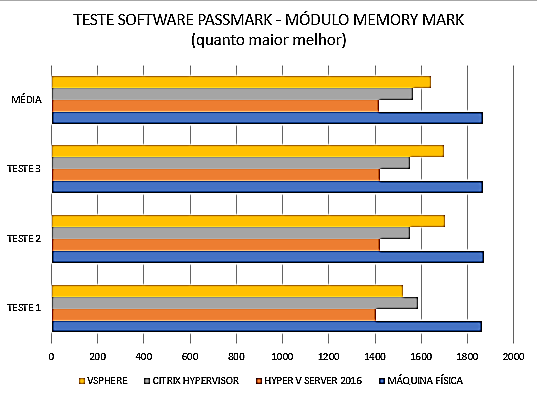 TESTE SOFTWARE PASSMARK - MÓDULO MEMORY MARK
(quanto maior melhor)
MÉDIA
TESTE 3
TESTE 2
TESTE 1
0 200 400 600 800 1000 1200 1400 1600 1800 2000
VSPHERE CITRIX HYPERVISOR HYPER V SERVER 2016 MÁQUINA FÍSICA